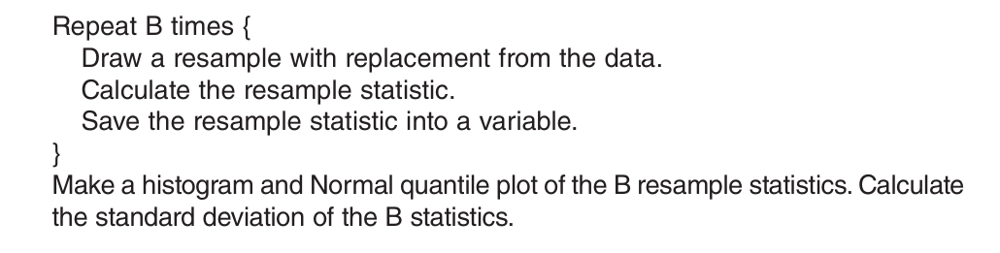 Repeat B times {
Draw a resample with replacement from the data.
Calculate the resample statistic.
Save the resample statistic into a variable.
}
Make a histogram and Normal quantile plot of the B resample statistics. Calculate
the standard deviation of the B statistics.